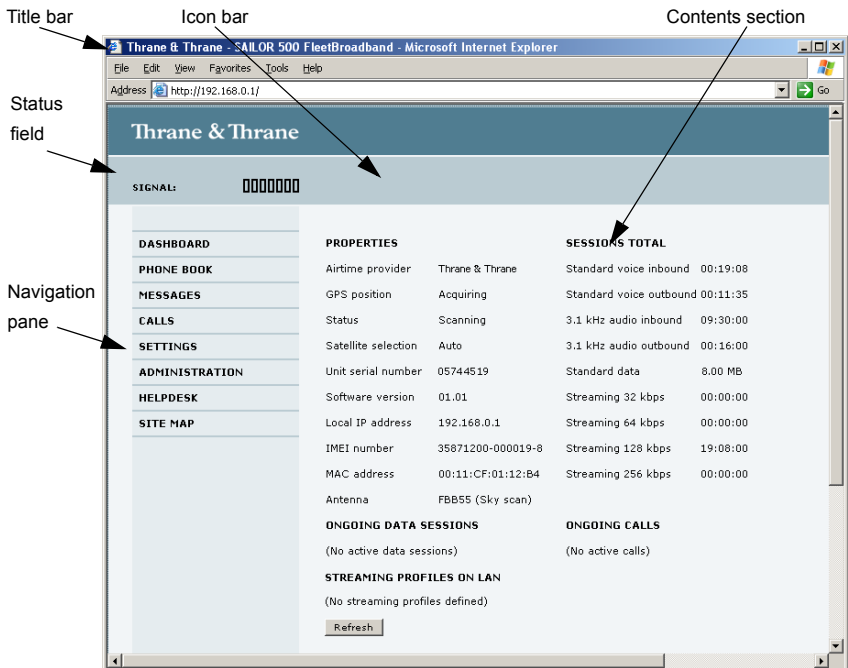 Title bar Icon bar Contents section
Thrane & Thrane - SAILOR 500 FleetBroadband - Microsoft Internet Explorer
File Edit View Favorites Tools Help
Address http://192.168.0.1/ Go
Status
field
Thrane & Thrane
SIGNAL:
Navigation
pane
DASHBOARD
PHONE BOOK
MESSAGES
CALLS
SETTINGS
ADMINISTRATION
HELPDESK
SITE MAP
PROPERTIES
Airtime provider Thrane & Thrane
GPS position Acquiring
Status Scanning
Satellite selection Auto
Unit serial number 05744519
Software version 01.01
Local IP address 192.168.0.1
IMEI number 35871200-000019-8
MAC address 00:11:CF:01:12:B4
Antenna FBB55 (Sky scan)
SESSIONS TOTAL
Standard voice inbound 00:19:08
Standard voice outbound 00:11:35
3.1 kHz audio inbound 09:30:00
3.1 kHz audio outbound 00:16:00
Standard data 8.00 MB
Streaming 32 kbps 00:00:00
Streaming 64 kbps 00:00:00
Streaming 128 kbps 19:08:00
Streaming 256 kbps 00:00:00
ONGOING DATA SESSIONS
(No active data sessions)
ONGOING CALLS
(No active calls)
STREAMING PROFILES ON LAN
(No streaming profiles defined)
Refresh